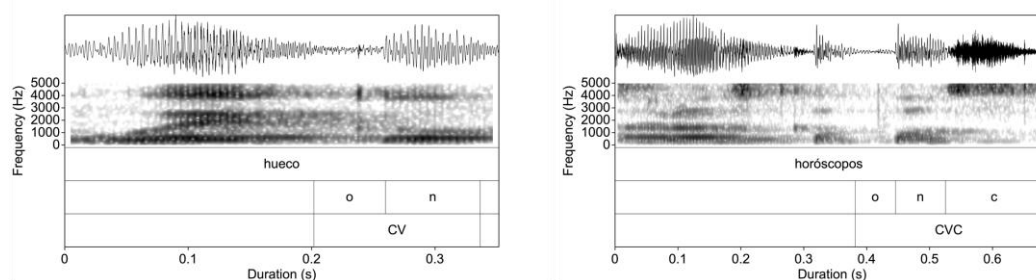 Frequency (Hz)
5000
4000
3000
2000
1000
0
hueco
o n
CV
0 0.1 0.2 0.3
Duration (s)
Frequency (Hz)
5000
4000
3000
2000
1000
0
horóscopos
o n c
CVC
0 0.1 0.2 0.3 0.4 0.5 0.6
Duration (s)